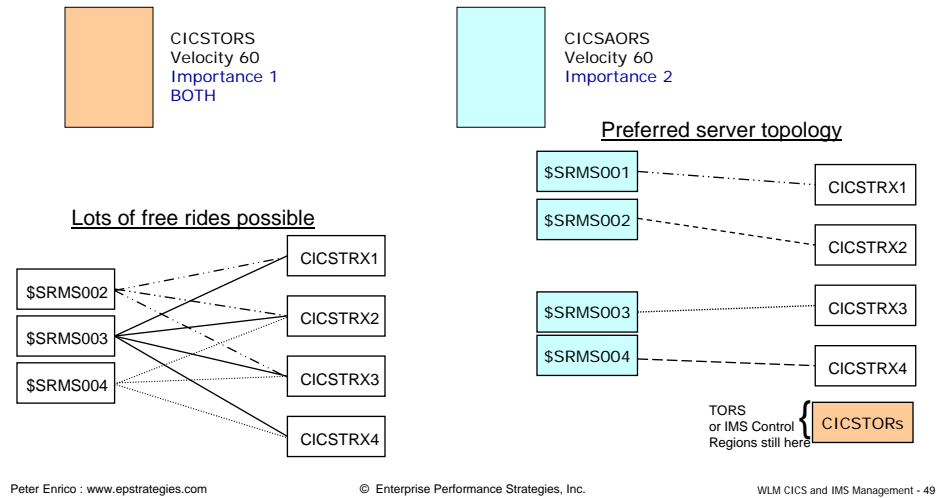 CICSTORS
Velocity 60
Importance 1
BOTH
CICSAORS
Velocity 60
Importance 2
Lots of free rides possible
$SRMS002
$SRMS003
$SRMS004
CICSTRX1
CICSTRX2
CICSTRX3
CICSTRX4
Preferred server topology
$SRMS001
$SRMS002
$SRMS003
$SRMS004
CICSTRX1
CICSTRX2
CICSTRX3
CICSTRX4
TORS
or IMS Control
Regions still here
{
CICSTORs
Peter Enrico : www.epstrategies.com
© Enterprise Performance Strategies, Inc.
WLM CICS and IMS Management - 49